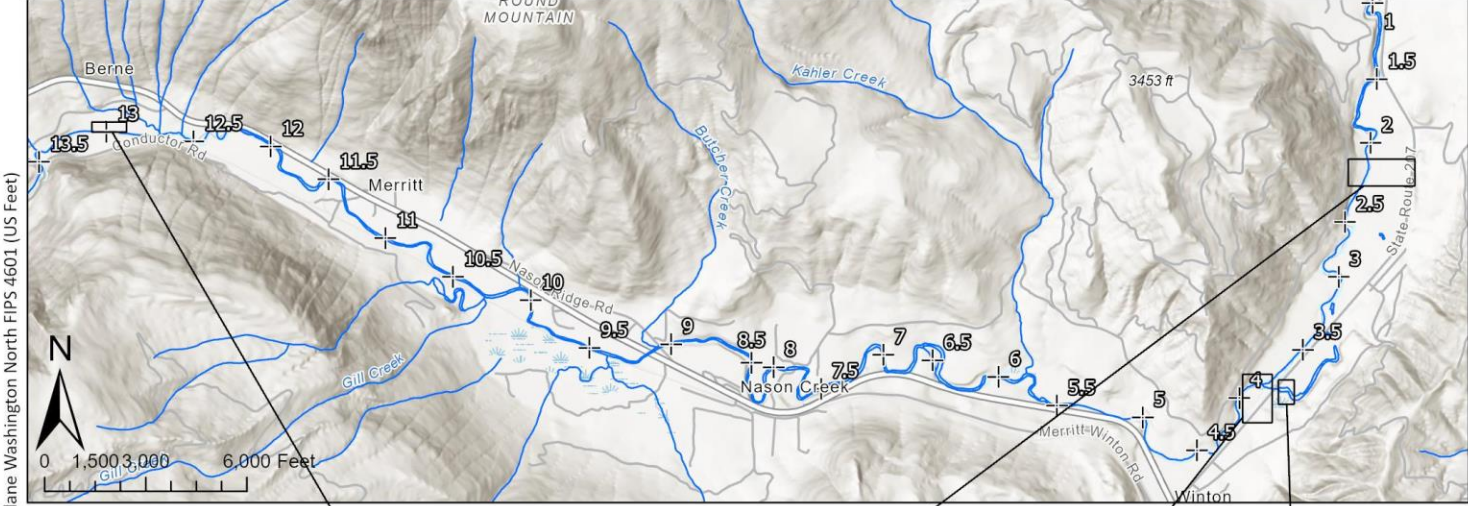 ROUND
MOUNTAIN
1
Berne
Kahler Creek
3453 ft
1.5
13
12.5
12
2
13.5
Conductor Rd
Butcher Creek
11.5
Merritt
State Route 207
2.5
11
10.5
Nason Ridge Rd
10
3
9.5
9
8.5
8
7
6.5
3.5
N
Gill Creek
7.5
6
Nason Creek
4
5.5
5
4.5
Merritt-Winton Rd
0 1,500 3,000 6,000 Feet
Gill Creek
Winton
lane Washington North FIPS 4601 (US Feet)